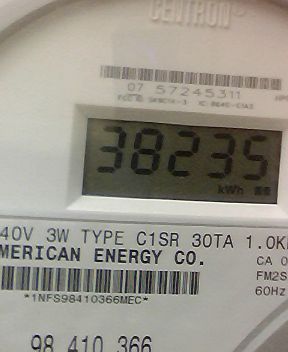 CENTRON
07 57245311
38235
kWh
40V 3W TYPE C1SR 30TA 1.0K
MERICAN ENERGY CO.
CA 0
FM2S
60Hz
*1NFS98410366MEC*
98 410 366